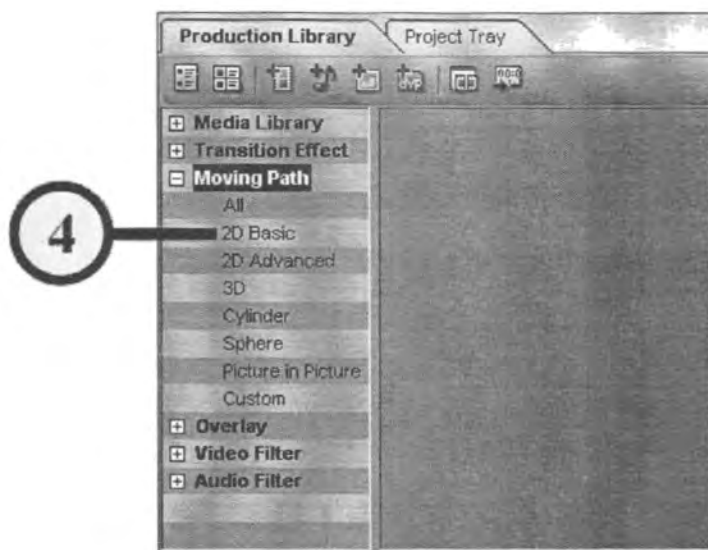 Production Library
Project Tray
Media Library
Transition Effect
Moving Path
All
4
2D Basic
2D Advanced
3D
Cylinder
Sphere
Picture in Picture
Custom
Overlay
Video Filter
Audio Filter